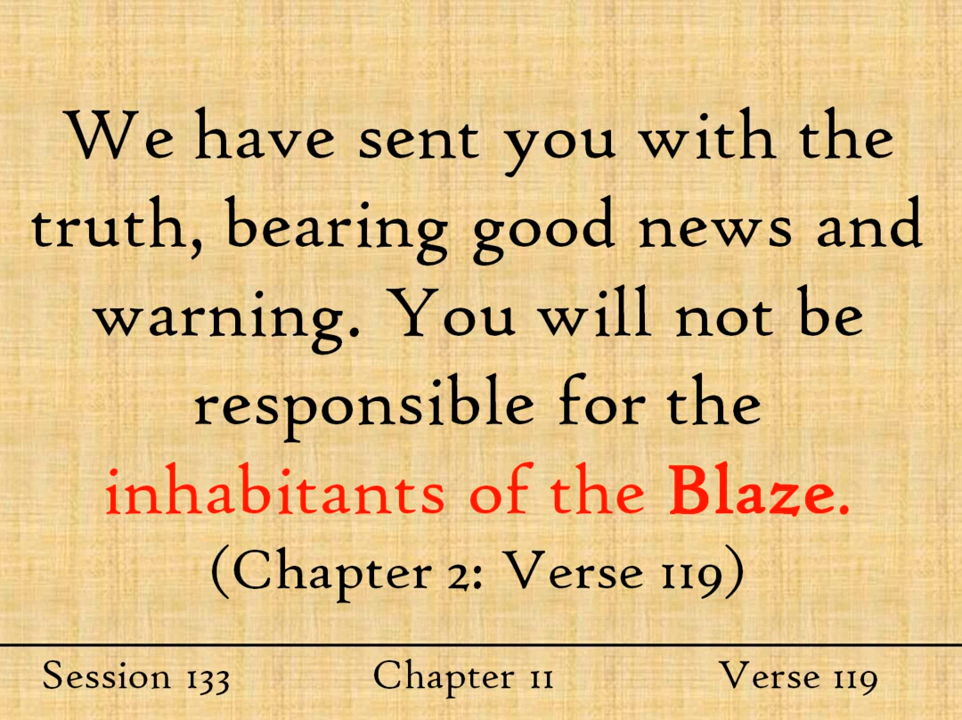 We have sent you with the
truth, bearing good news and
warning. You will not be
responsible for the
inhabitants of the Blaze.
(Chapter 2: Verse 119)
Session 133 Chapter 11 Verse 119